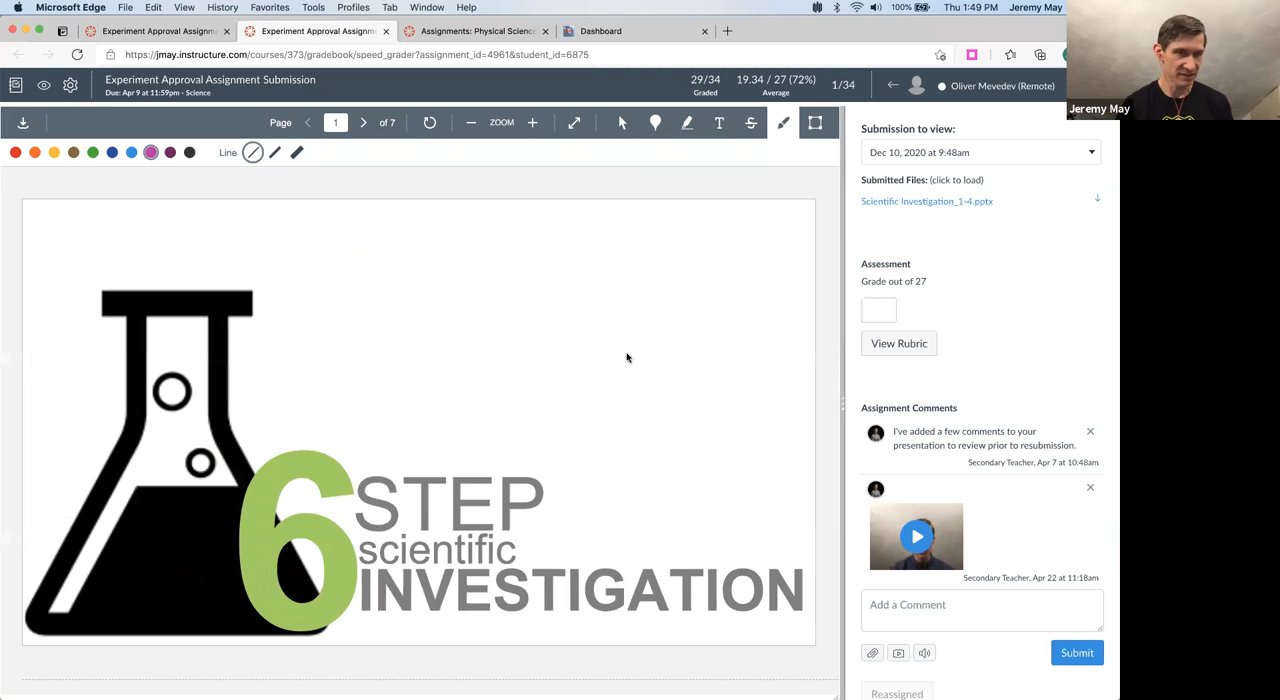 Microsoft Edge File Edit View History Favorites Tools Profiles Tab Window Help 100% Thu 1:49 PM Jeremy May
Experiment Approval Assignme Experiment Approval Assignme Assignments: Physical Science Dashboard
https://jmay.instructure.com/courses/373/gradebook/speed_grader?assignment_id=4961&student_id=6875
Experiment Approval Assignment Submission
Due: Apr 9 at 11:59pm - Science
29/34
Graded
19.34 / 27 (72%)
Average
1/34
Oliver Mevedev (Remote)
Jeremy May
Page 1 of 7 ZOOM T
Line
6 STEP
scientific
INVESTIGATION
Submission to view:
Dec 10, 2020 at 9:48am
Submitted Files: (click to load)
Scientific Investigation_1-4.pptx
Assessment
Grade out of 27
View Rubric
Assignment Comments
I've added a few comments to your
presentation to review prior to resubmission.
Secondary Teacher, Apr 7 at 10:48am
Secondary Teacher, Apr 22 at 11:18am
Add a Comment
Submit
Reassigned